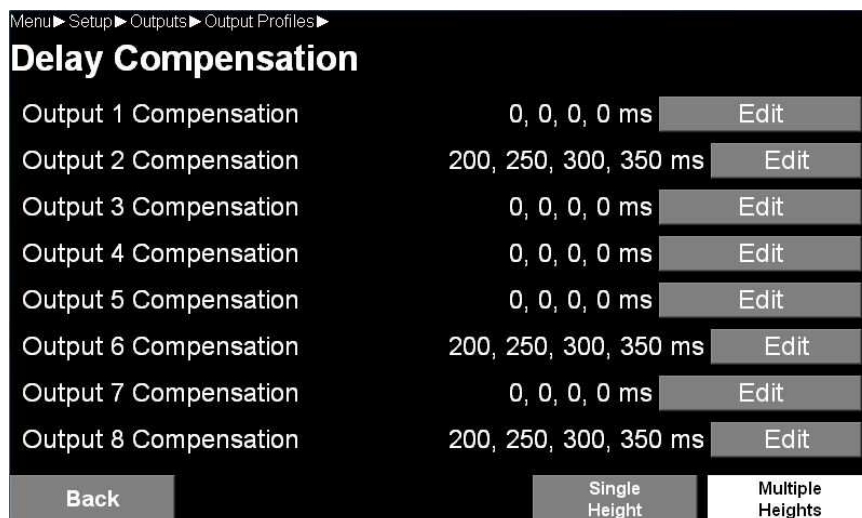 Menu▶ Setup▶ Outputs▶ Output Profiles▶
Delay Compensation
Output 1 Compensation 0, 0, 0, 0 ms Edit
Output 2 Compensation 200, 250, 300, 350 ms Edit
Output 3 Compensation 0, 0, 0, 0 ms Edit
Output 4 Compensation 0, 0, 0, 0 ms Edit
Output 5 Compensation 0, 0, 0, 0 ms Edit
Output 6 Compensation 200, 250, 300, 350 ms Edit
Output 7 Compensation 0, 0, 0, 0 ms Edit
Output 8 Compensation 200, 250, 300, 350 ms Edit
Back
Single
Height
Multiple
Heights